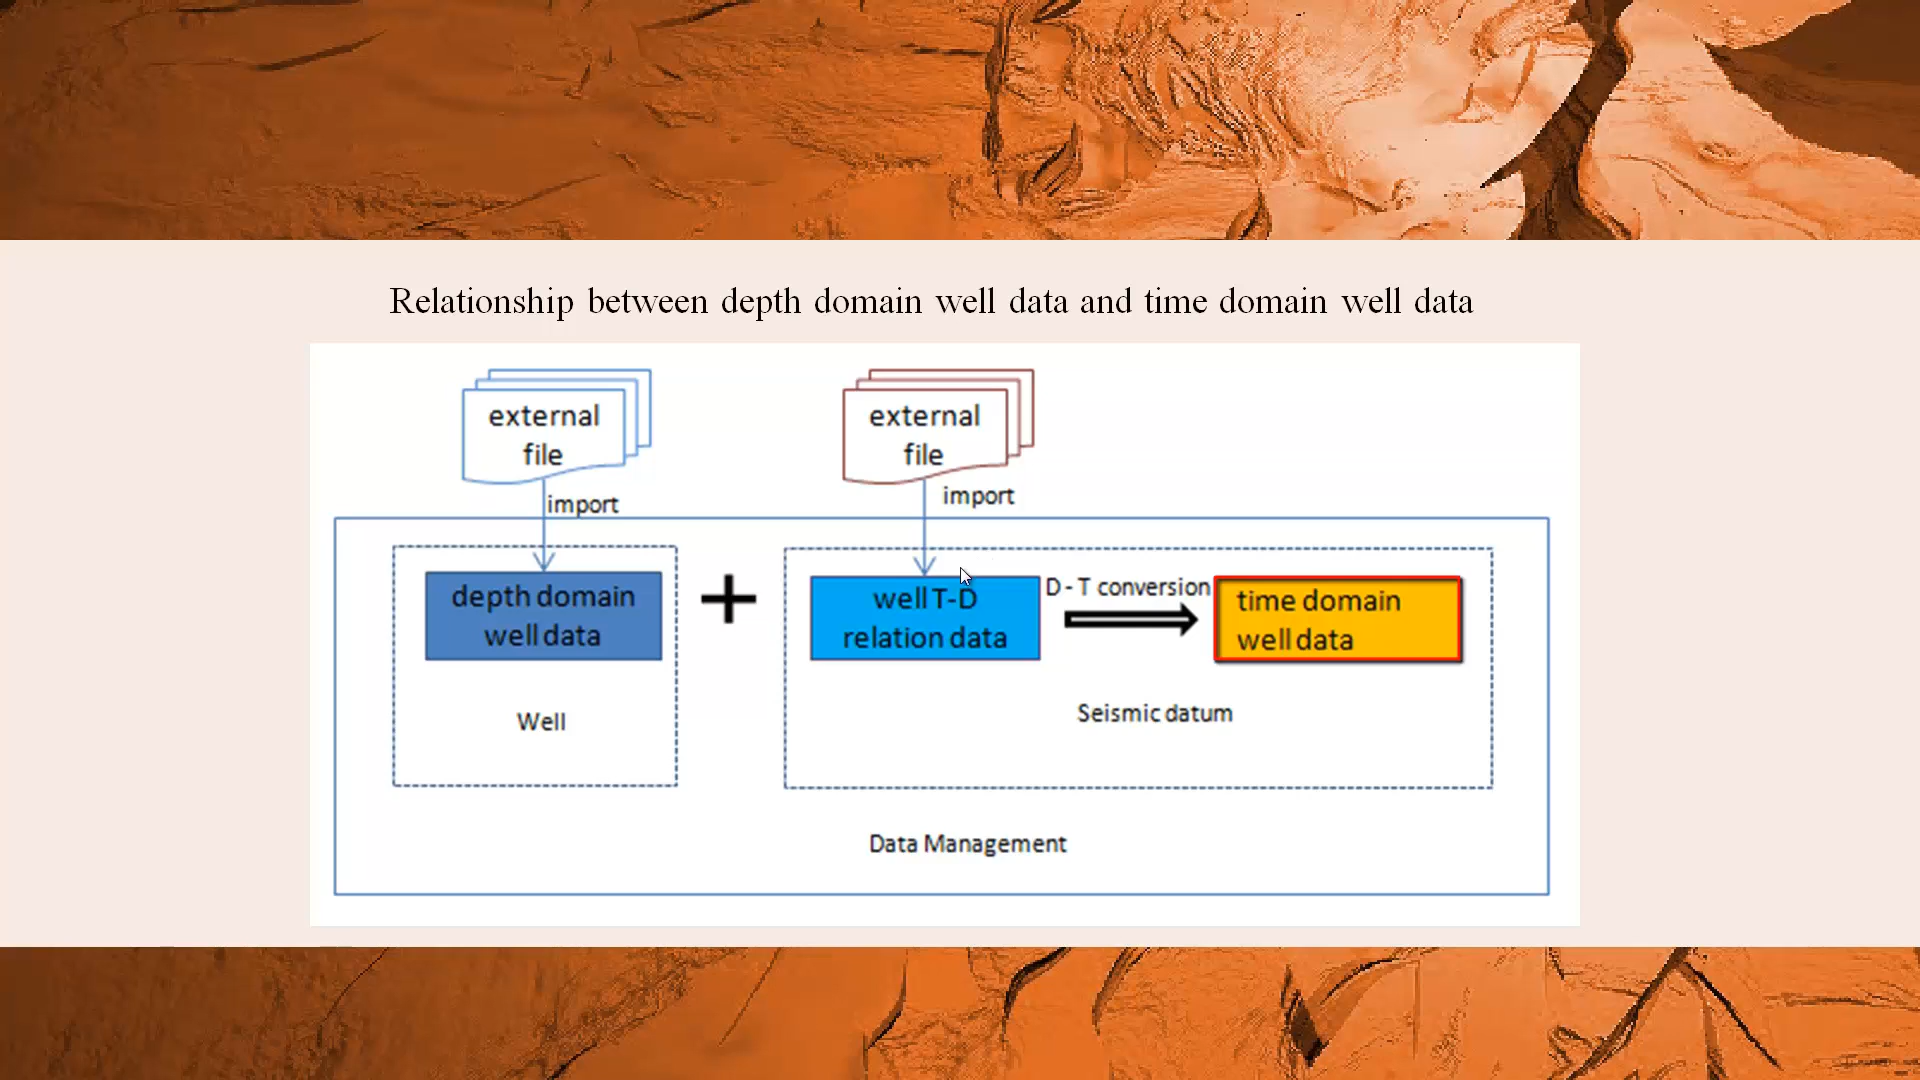 Relationship between depth domain well data and time domain well data
external
file
import
external
file
import
depth domain
well data
Well
+
well T-D
relation data
D - T conversion
time domain
well data
Seismic datum
Data Management